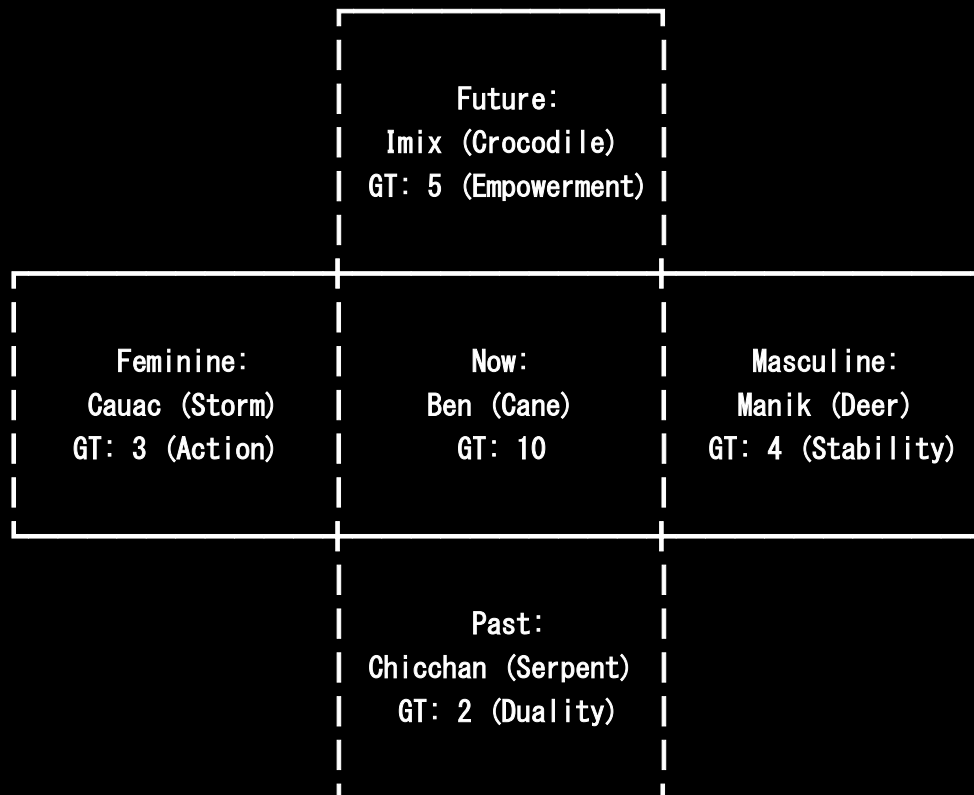 Future:
Imix (Crocodile)
GT: 5 (Empowerment)
Feminine:
Cauac (Storm)
GT: 3 (Action)
Now:
Ben (Cane)
GT: 10
Masculine:
Manik (Deer)
GT: 4 (Stability)
Past:
Chicchan (Serpent)
GT: 2 (Duality)